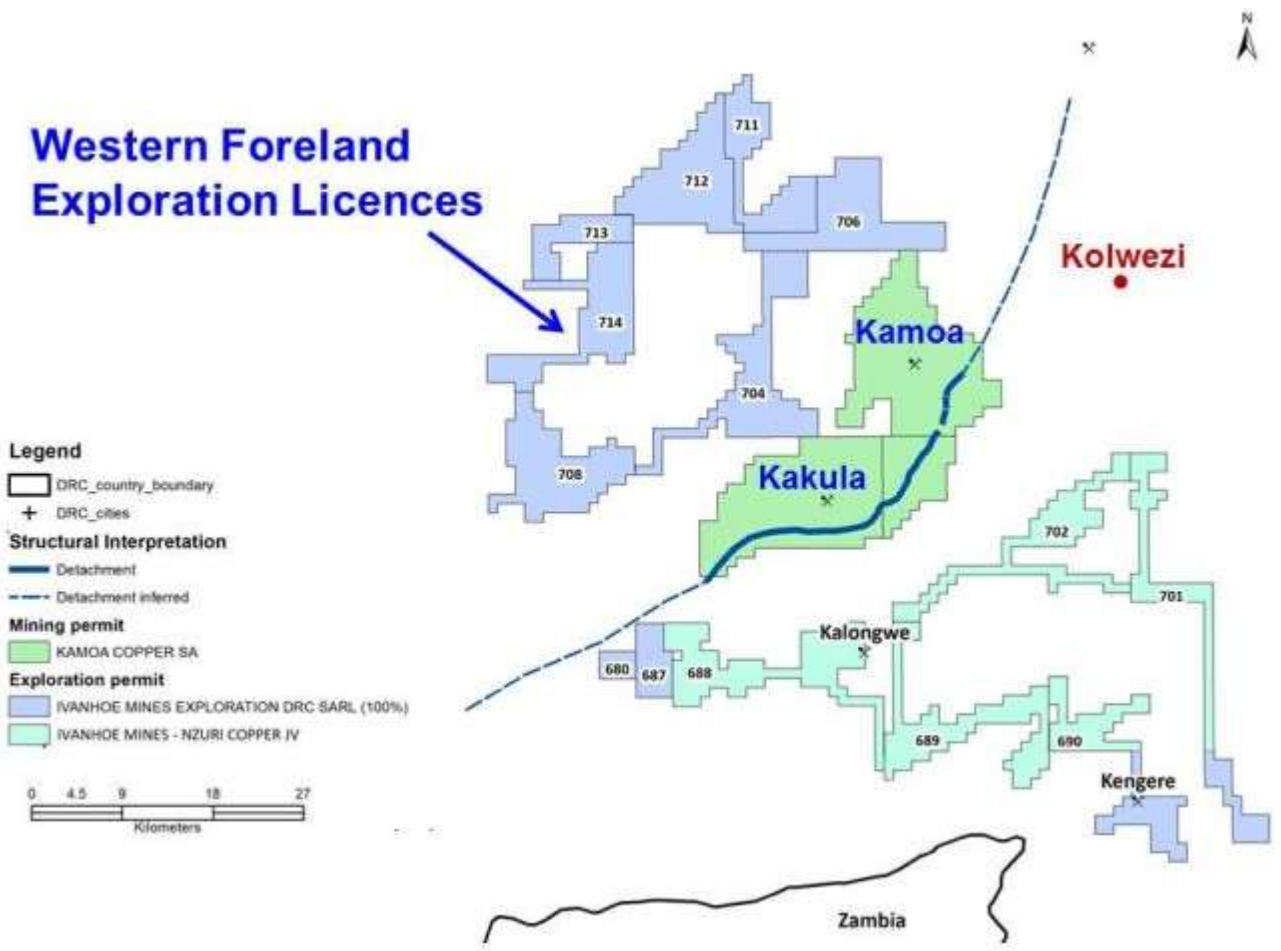 N
Western Foreland
Exploration Licences
711
712
706
713
Kolwezi
714
Kamoa
704
Kakula
708
702
701
Kalongwe
680
687
688
689
690
Kengere
Zambia
Legend
DRC_country_boundary
DRC_cities
Structural Interpretation
Detachment
Detachment inferred
Mining permit
KAMOA COPPER SA
Exploration permit
IVANHOE MINES EXPLORATION DRC SARL (100%)
IVANHOE MINES - NZURI COPPER JV
0 4.5 9 18 27
Kilometers